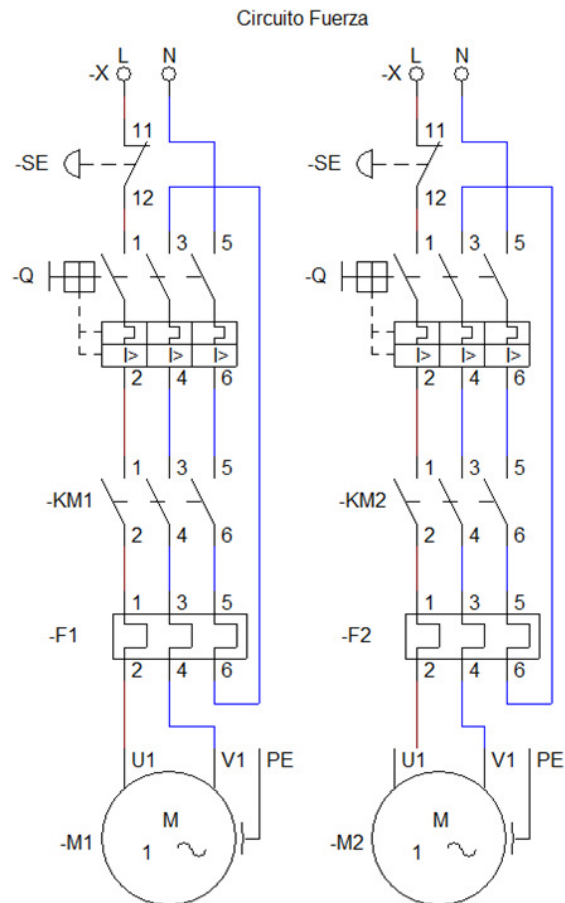 Circuito Fuerza
L N L N
-X -X
11 11
-SE -SE
12 12
1 3 5 1 3 5
-Q -Q
I> I> I> I> I> I>
2 4 6 2 4 6
1 3 5 1 3 5
-KM1 -KM2
2 4 6 2 4 6
1 3 5 1 3 5
-F1 -F2
2 4 6 2 4 6
U1 V1 PE U1 V1 PE
M M
-M1 -M2
1 1